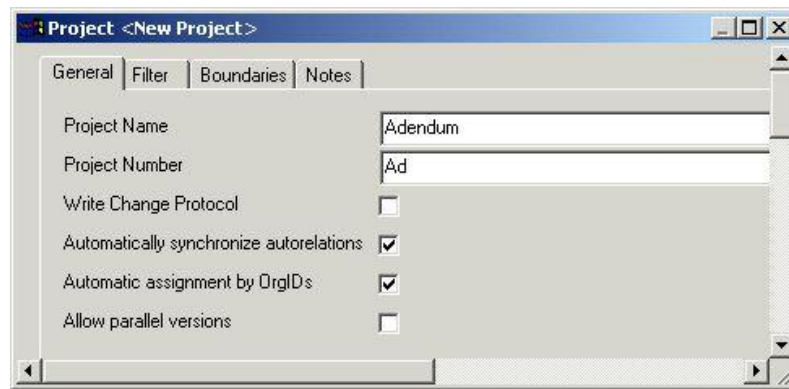 Project <New Project>
General Filter Boundaries Notes
Project Name Adendum
Project Number Ad
Write Change Protocol
Automatically synchronize autorelations
Automatic assignment by OrgIDs
Allow parallel versions